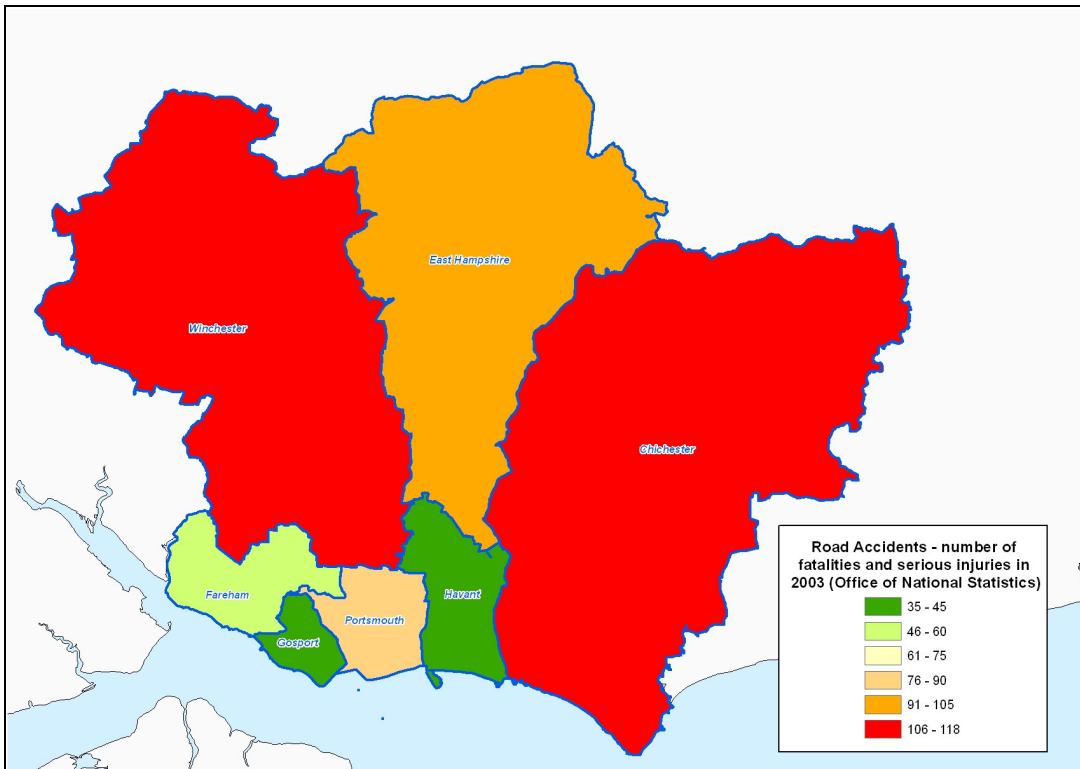 East Hampshire
Winchester
Chichester
Fareham
Havant
Portsmouth
Gosport
Road Accidents - number of
fatalities and serious injuries in
2003 (Office of National Statistics)
35 - 45
46 - 60
61 - 75
76 - 90
91 - 105
106 - 118